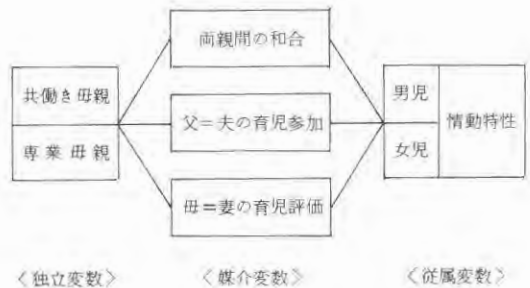 両親間の和合
共働き母親
専業母親
父＝夫の育児参加
母＝妻の育児評価
男児
女児
情動特性
＜独立変数＞
＜媒介変数＞
＜従属変数＞